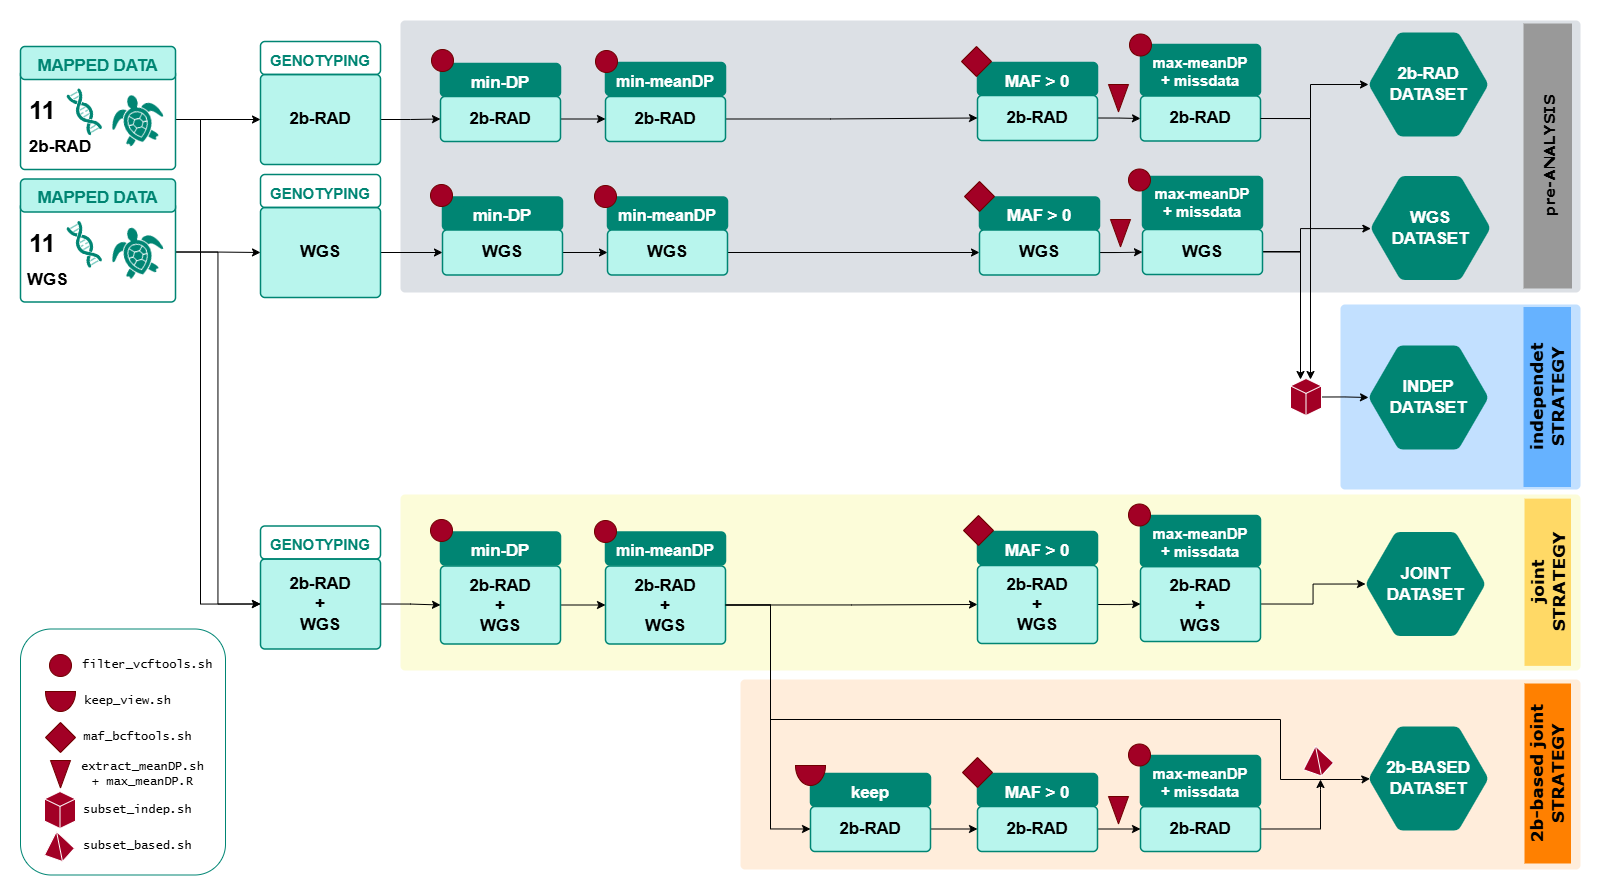 MAPPED DATA
11
2b-RAD
GENOTYPING
2b-RAD
min-DP
2b-RAD
min-meanDP
2b-RAD
MAF > 0
2b-RAD
max-meanDP
+ missdata
2b-RAD
2b-RAD
DATASET
pre-ANALYSIS
MAPPED DATA
11
WGS
GENOTYPING
WGS
min-DP
WGS
min-meanDP
WGS
MAF > 0
WGS
max-meanDP
+ missdata
WGS
WGS
DATASET
INDEP
DATASET
independet
STRATEGY
GENOTYPING
2b-RAD
+
WGS
min-DP
2b-RAD
+
WGS
min-meanDP
2b-RAD
+
WGS
MAF > 0
2b-RAD
+
WGS
max-meanDP
+ missdata
2b-RAD
+
WGS
JOINT
DATASET
joint
STRATEGY
keep
2b-RAD
MAF > 0
2b-RAD
max-meanDP
+ missdata
2b-RAD
2b-BASED
DATASET
2b-based joint
STRATEGY
filter_vcftools.sh
keep_view.sh
maf_bcftools.sh
extract_meanDP.sh
+ max_meanDP.R
subset_indep.sh
subset_based.sh